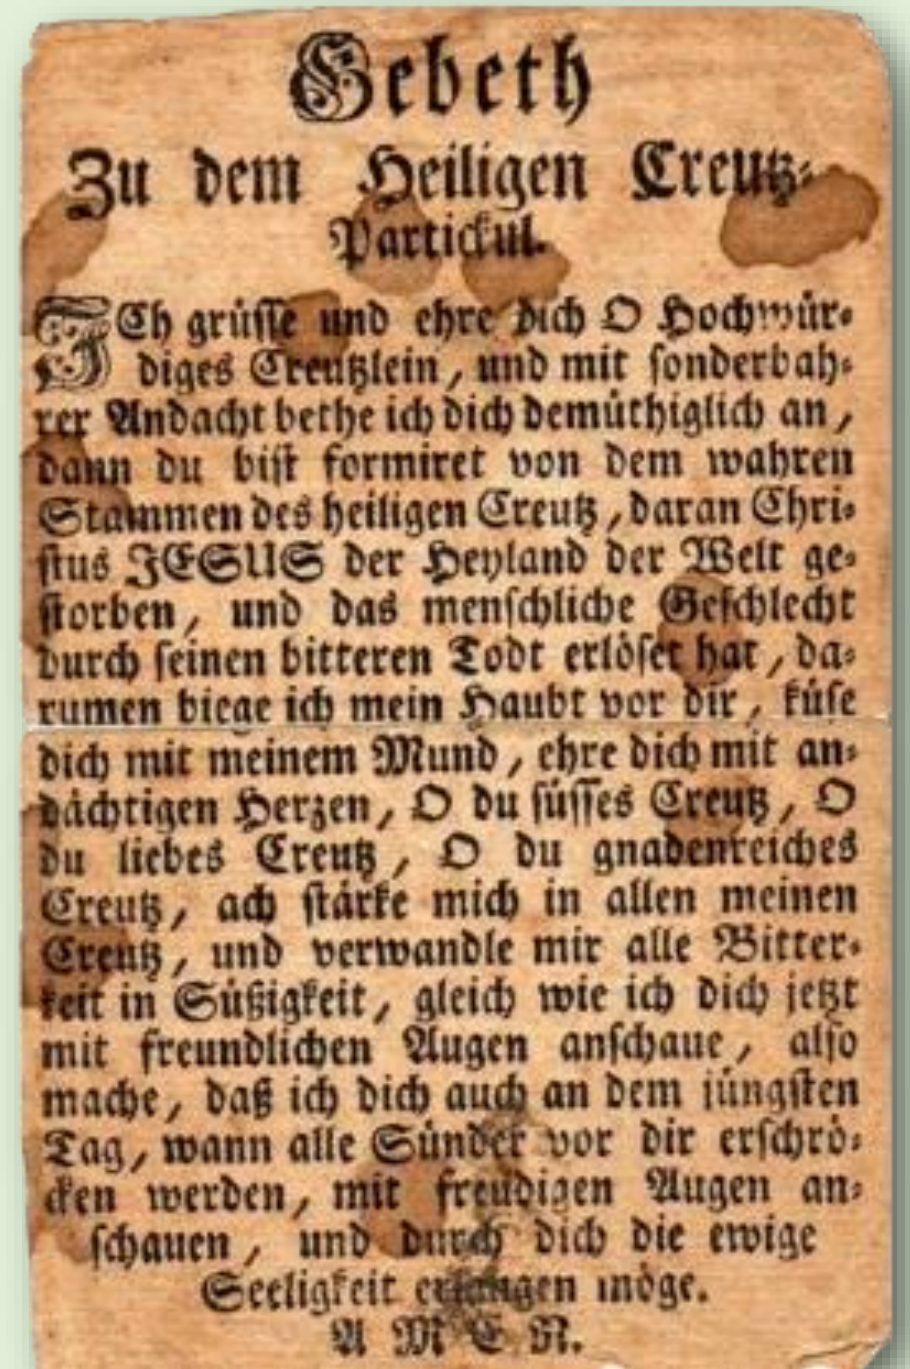 Gebeth
Zu dem Heiligen Creutz-
Partickul.
ICh grüsse und ehre dich O Hochwür-
diges Creutzlein, und mit sonderbah-
rer Andacht bethe ich dich demüthiglich an,
dann du bist formiret von dem wahren
Stammen des heiligen Creutz, daran Chri-
stus JESUS der Heyland der Welt ge-
storben, und das menschliche Geschlecht
durch seinen bitteren Todt erlöset hat, da-
rumen biege ich mein Haubt vor dir, küse
dich mit meinem Mund, ehre dich mit an-
dächtigen Herzen, O du süsses Creutz, O
du liebes Creutz, O du gnadenreiches
Creutz, ach stärke mich in allen meinen
Creutz, und verwandle mir alle Bitter-
keit in Süßigkeit, gleich wie ich dich jetzt
mit freundlichen Augen anschaue, also
mache, daß ich dich auch an dem jüngsten
Tag, wann alle Sünder vor dir erschrö-
cken werden, mit freudigen Augen an-
schauen, und durch dich die ewige
Seeligkeit erlangen möge.
A M E N.